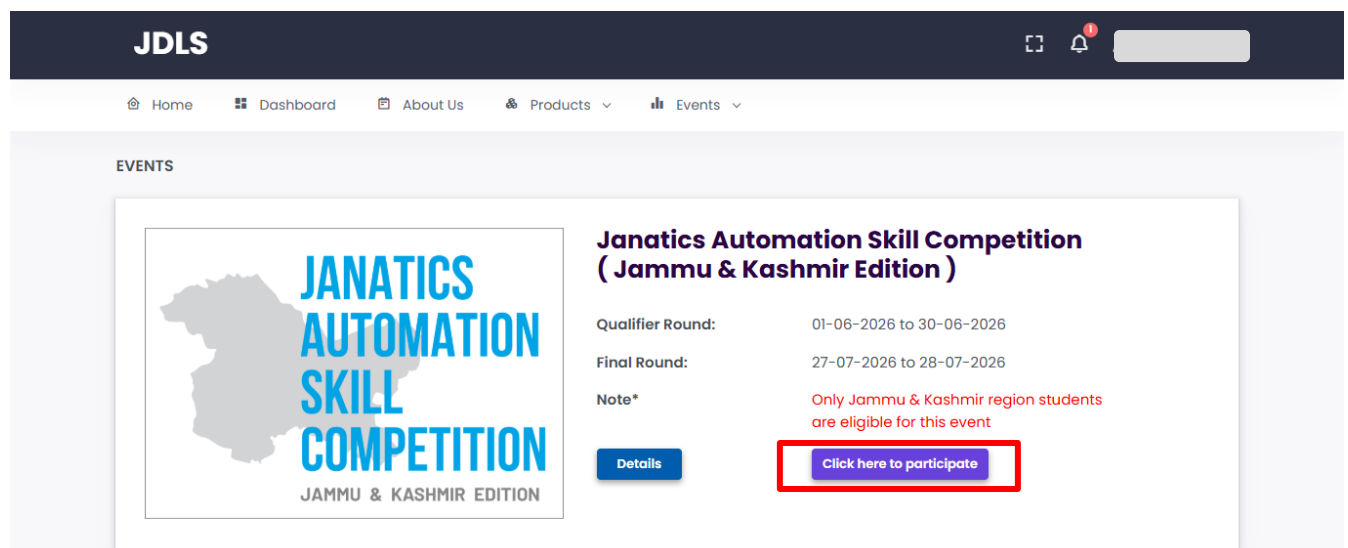 JDLS
1
Home Dashboard About Us Products Events
EVENTS
JANATICS
AUTOMATION
SKILL
COMPETITION
JAMMU & KASHMIR EDITION
Janatics Automation Skill Competition
( Jammu & Kashmir Edition )
Qualifier Round: 01-06-2026 to 30-06-2026
Final Round: 27-07-2026 to 28-07-2026
Note* Only Jammu & Kashmir region students
are eligible for this event
Details Click here to participate